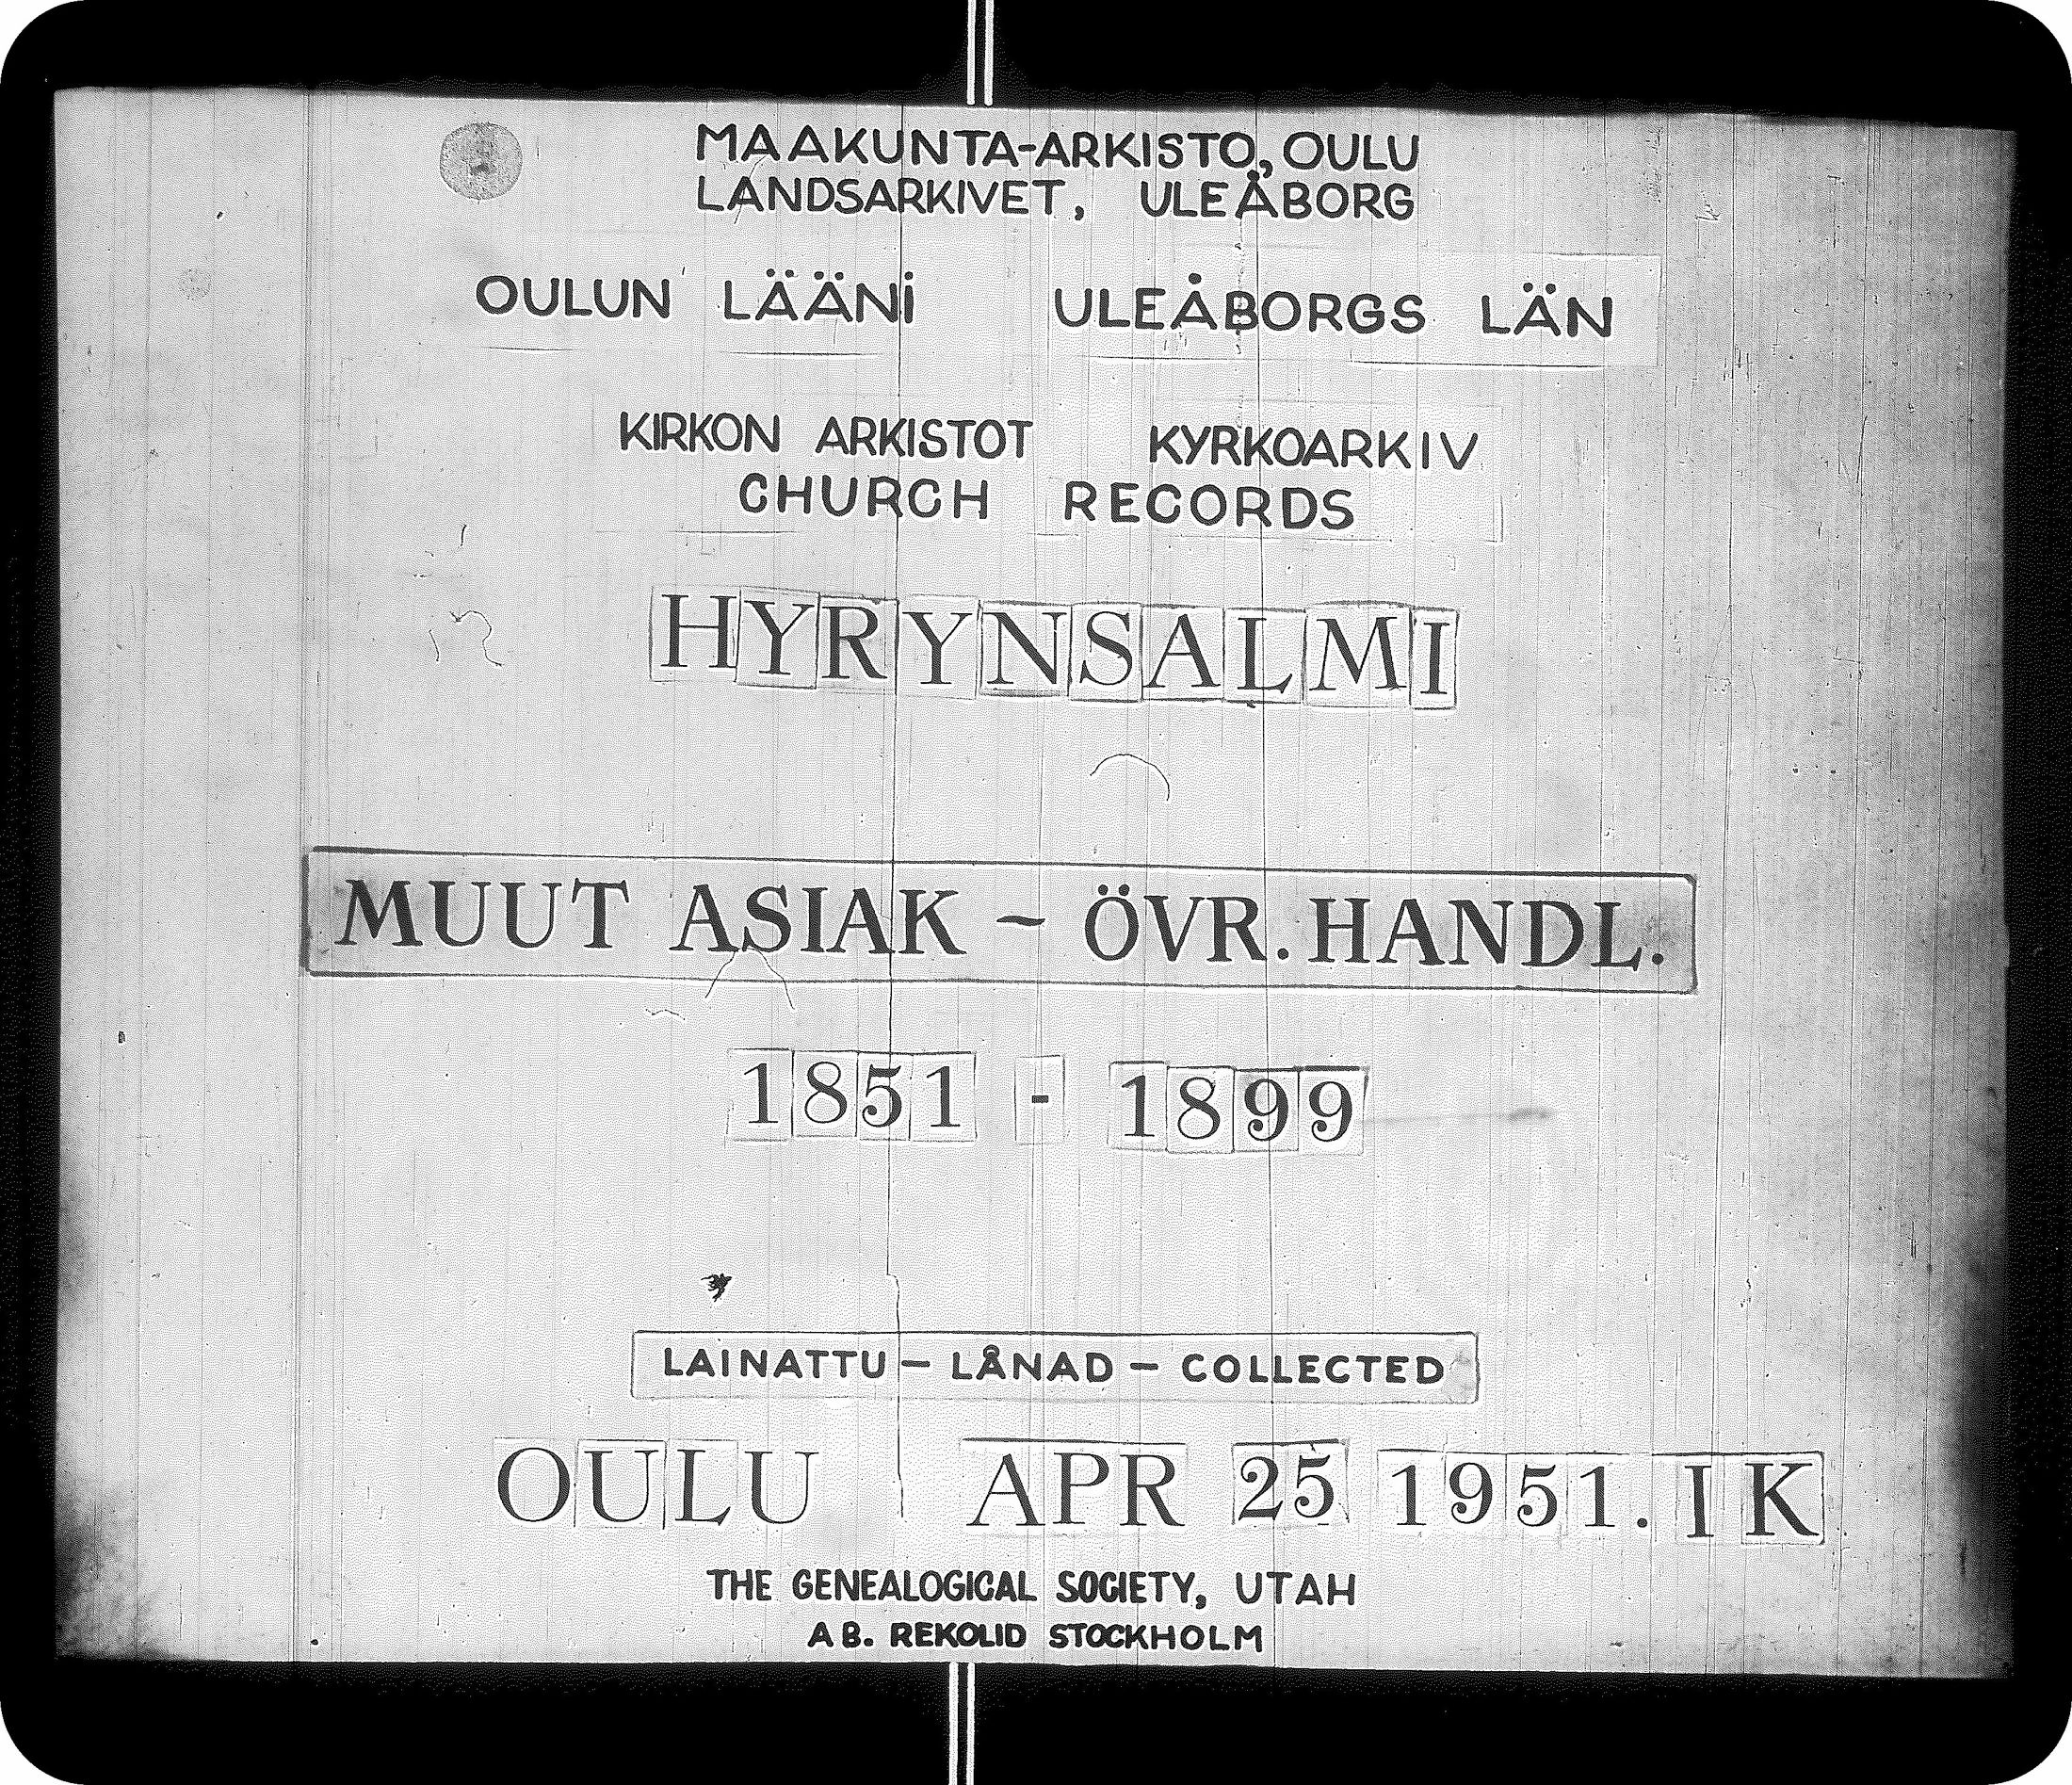 MAAKUNTA-ARKISTO, OULU
LANDSARKIVET, ULEÅBORG
OULUN LÄÄNI ULEÅBORGS LÄN
KIRKON ARKISTOT KYRKOARKIV
CHURCH RECORDS
HYRYNSALMI
MUUT ASIAK - ÖVR. HANDL.
1851 - 1899
LAINATTU - LÅNAD - COLLECTED
OULU APR 25 1951. IK
THE GENEALOGICAL SOCIETY, UTAH
AB. REKOLID STOCKHOLM